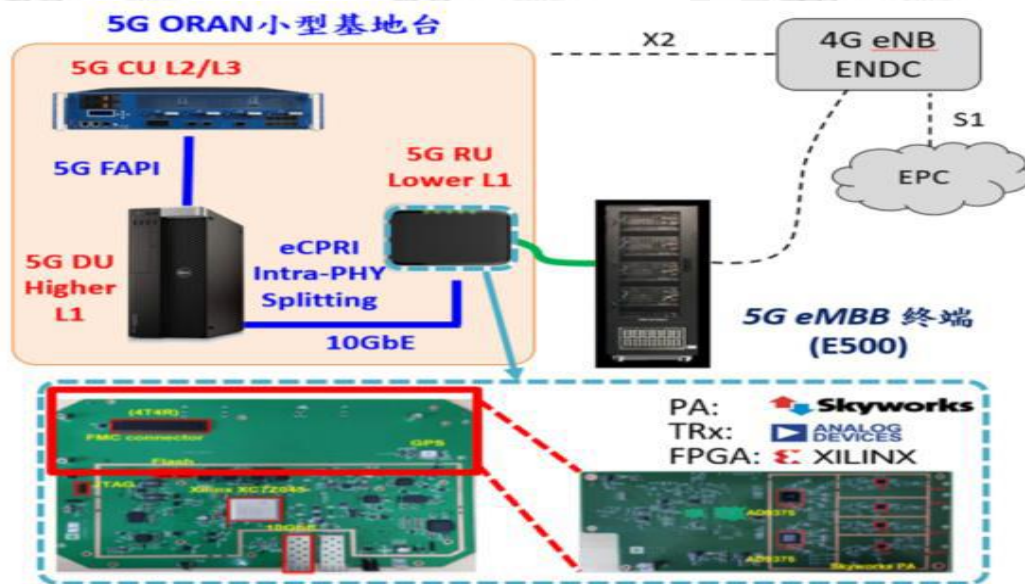 5G ORAN小型基地台
5G CU L2/L3
5G FAPI
5G DU
Higher
L1
eCPRI
Intra-PHY
Splitting
10GbE
5G RU
Lower L1
X2
4G eNB
ENDC
S1
EPC
5G eMBB 終端
(E500)
(4T4R)
FMC connector
GPS
Flash
JTAG
Xilinx XC7Z045
10GbE
PA: Skyworks
TRx: ANALOG
DEVICES
FPGA: XILINX
AD9375
AD9375
Skyworks PA